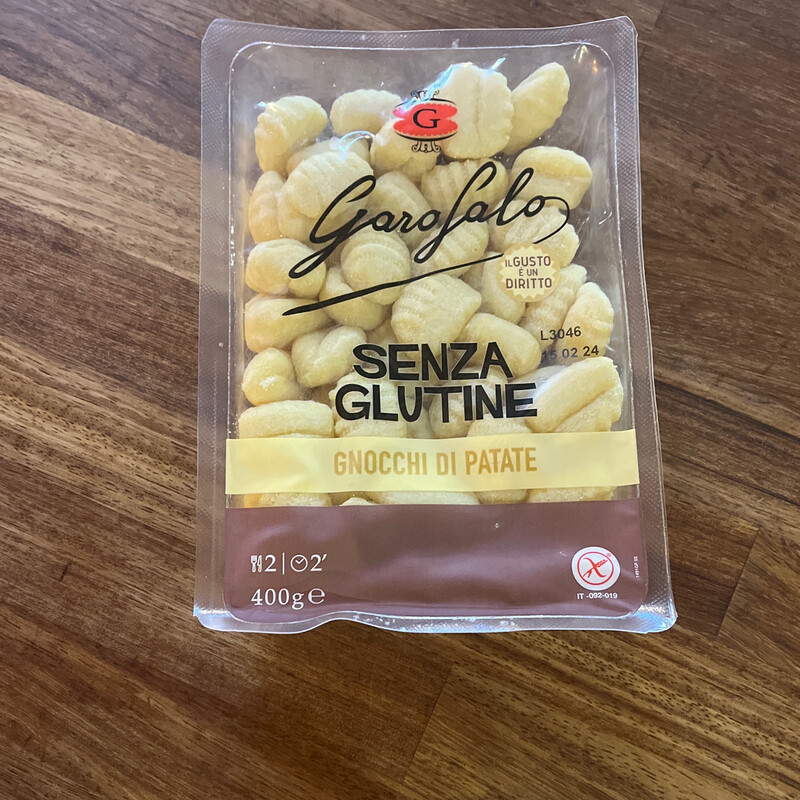 G
Garofalo
IL GUSTO
È UN
DIRITTO
L3046
15 02 24
SENZA
GLUTINE
GNOCCHI DI PATATE
2 | 2'
400g e
IT -092-019